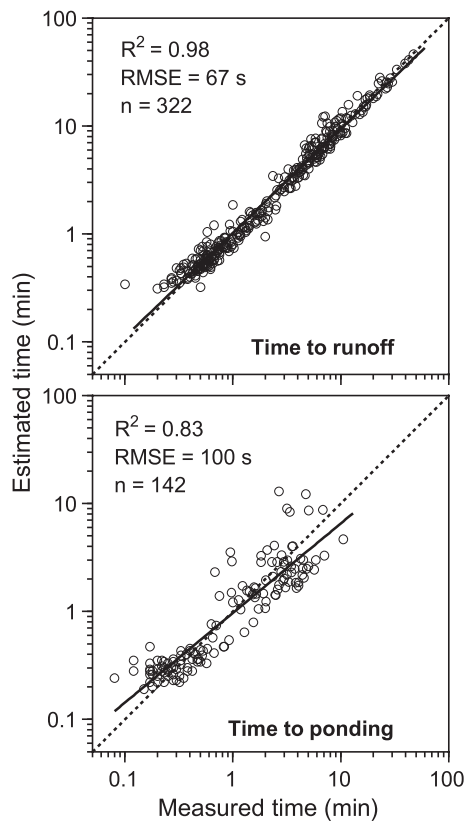 100
10
1
0.1
R² = 0.98
RMSE = 67 s
n = 322
Time to runoff
Estimated time (min)
100
10
1
0.1
R² = 0.83
RMSE = 100 s
n = 142
Time to ponding
0.1 1 10 100
Measured time (min)